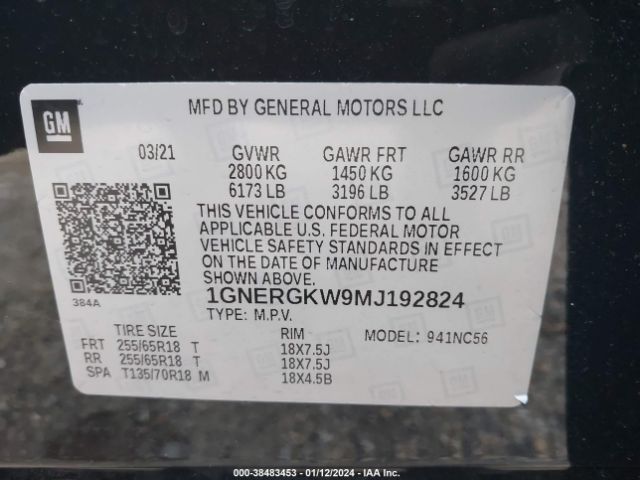 GM
MFD BY GENERAL MOTORS LLC
03/21 GVWR GAWR FRT GAWR RR
2800 KG 1450 KG 1600 KG
6173 LB 3196 LB 3527 LB
THIS VEHICLE CONFORMS TO ALL
APPLICABLE U.S. FEDERAL MOTOR
VEHICLE SAFETY STANDARDS IN EFFECT
ON THE DATE OF MANUFACTURE
SHOWN ABOVE.
384A
1GNERGKW9MJ192824
TYPE: M.P.V.
TIRE SIZE RIM MODEL: 941NC56
FRT 255/65R18 T 18X7.5J
RR 255/65R18 T 18X7.5J
SPA T135/70R18 M 18X4.5B
000-38483453 - 01/12/2024 - IAA Inc.